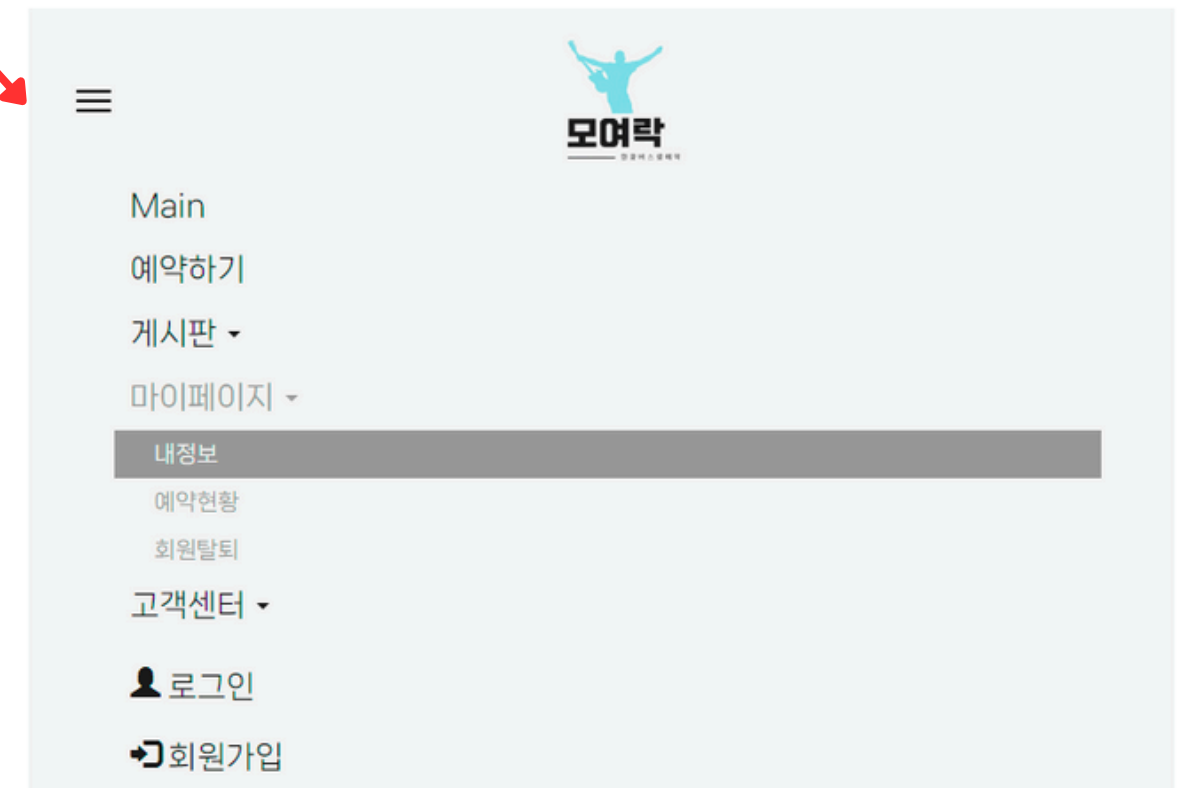 모여락
Main
예약하기
게시판
마이페이지
내정보
예약현황
회원탈퇴
고객센터
로그인
회원가입